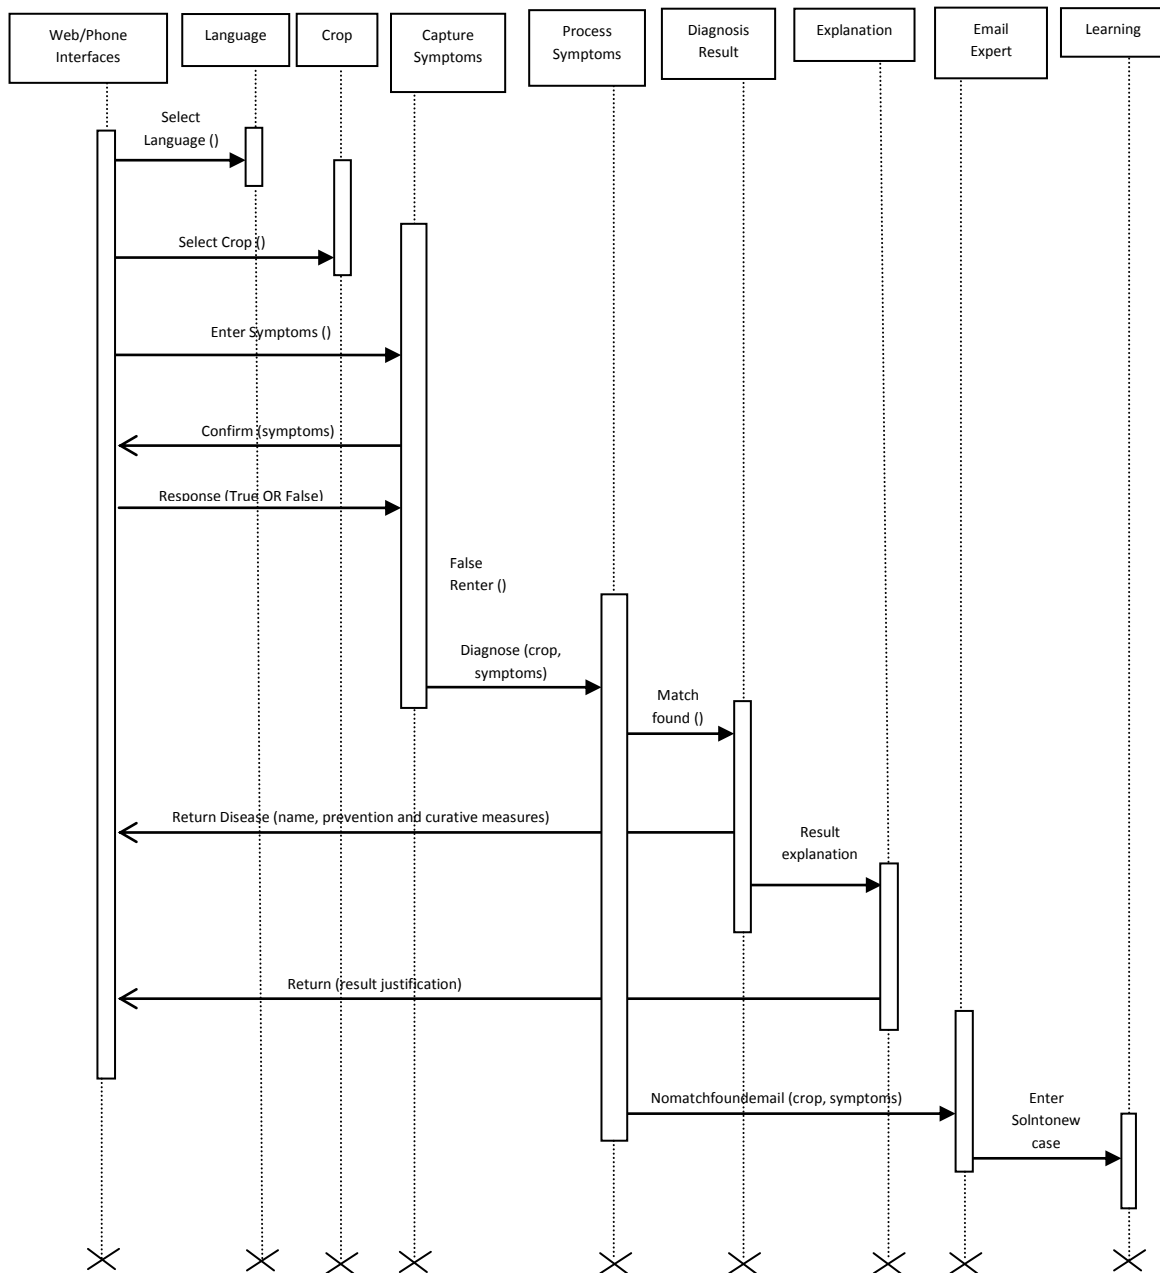 Web/Phone
Interfaces
Language
Crop
Capture
Symptoms
Process
Symptoms
Diagnosis
Result
Explanation
Email
Expert
Learning
Select
Language ()
Select Crop ()
Enter Symptoms ()
Confirm (symptoms)
Response (True OR False)
False
Renter ()
Diagnose (crop,
symptoms)
Match
found ()
Return Disease (name, prevention and curative measures)
Result
explanation
Return (result justification)
Nomatchfoundemail (crop, symptoms)
Enter
Solntonew
case